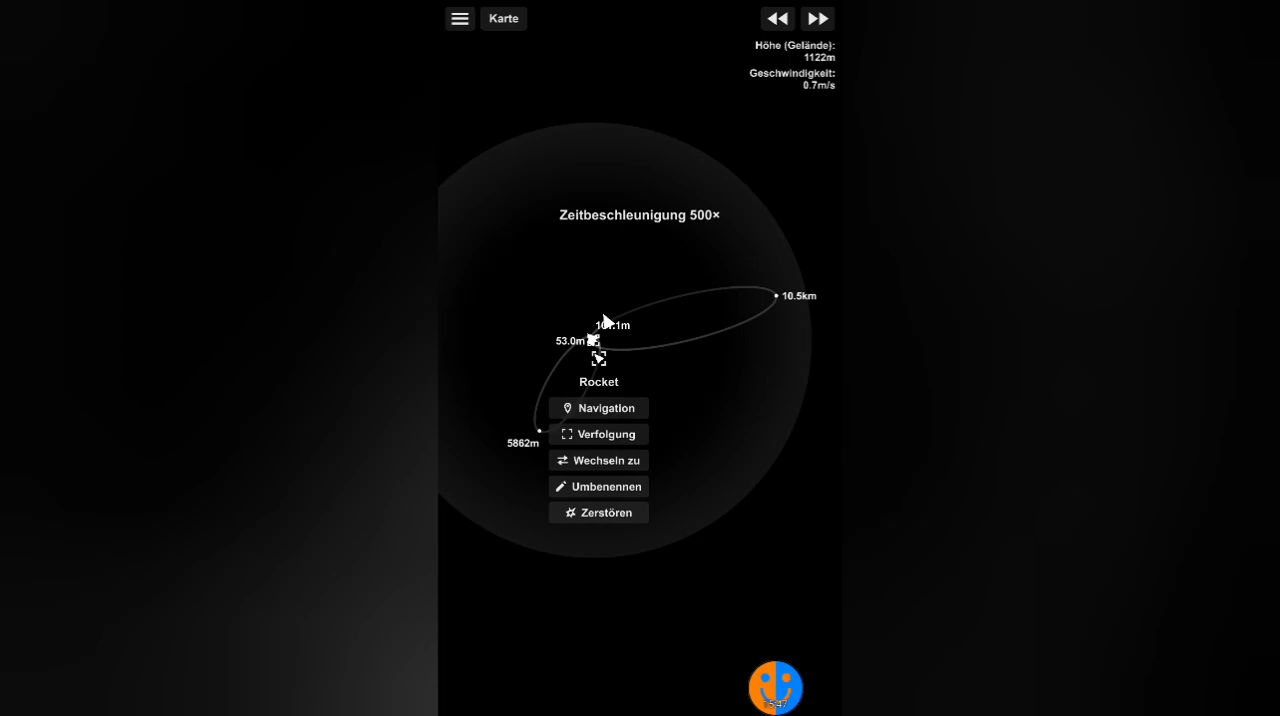 Karte
Höhe (Gelände):
1122m
Geschwindigkeit:
0.7m/s
Zeitbeschleunigung 500×
10.5km
53.0m
Rocket
Navigation
5862m
Verfolgung
Wechseln zu
Umbenennen
Zerstören